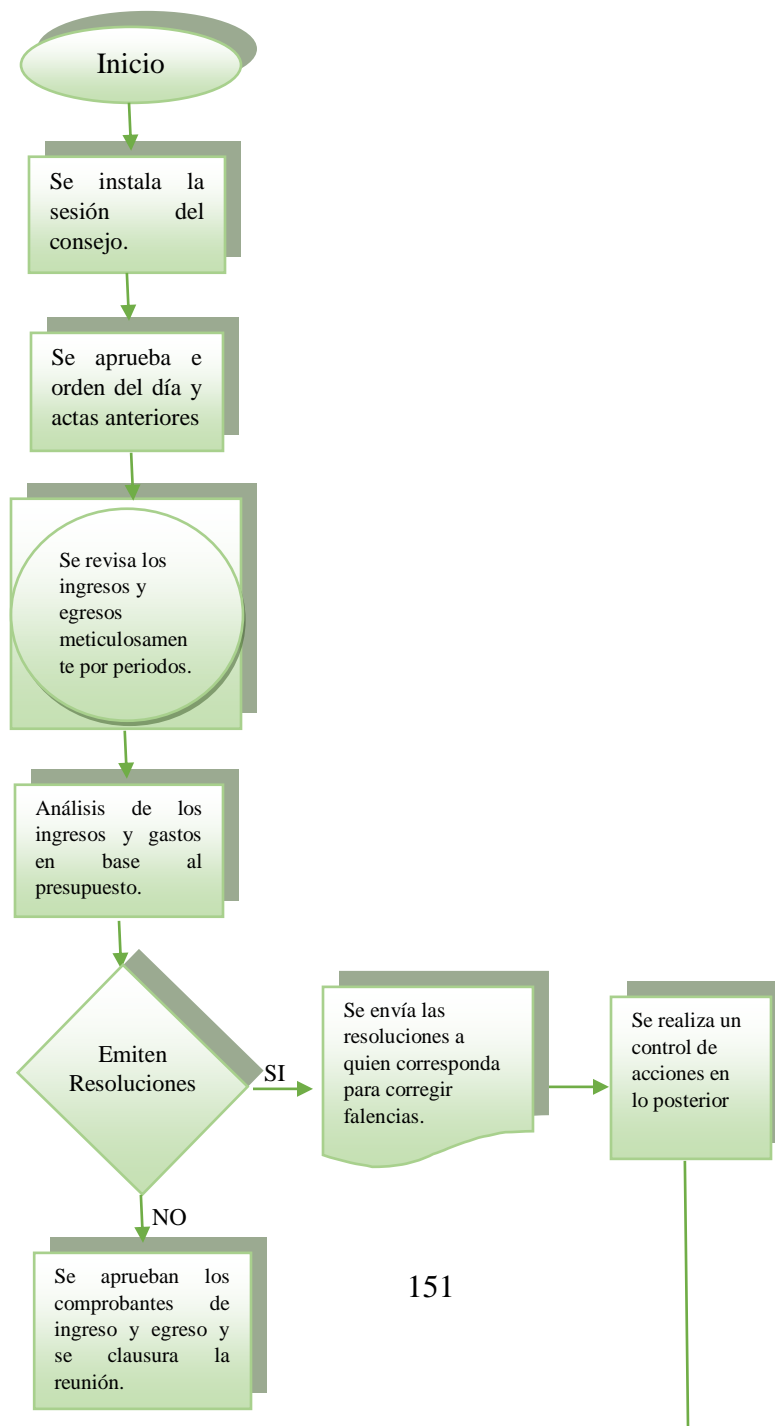 Inicio
Se instala la
sesión del
consejo.
Se aprueba e
orden del día y
actas anteriores
Se revisa los
ingresos y
egresos
meticulosamen
te por periodos.
Análisis de los
ingresos y gastos
en base al
presupuesto.
Emiten
Resoluciones
SI
Se envía las
resoluciones a
quien corresponda
para corregir
falencias.
Se realiza un
control de
acciones en
lo posterior
NO
Se aprueban los
comprobantes de
ingreso y egreso y
se clausura la
reunión.
151